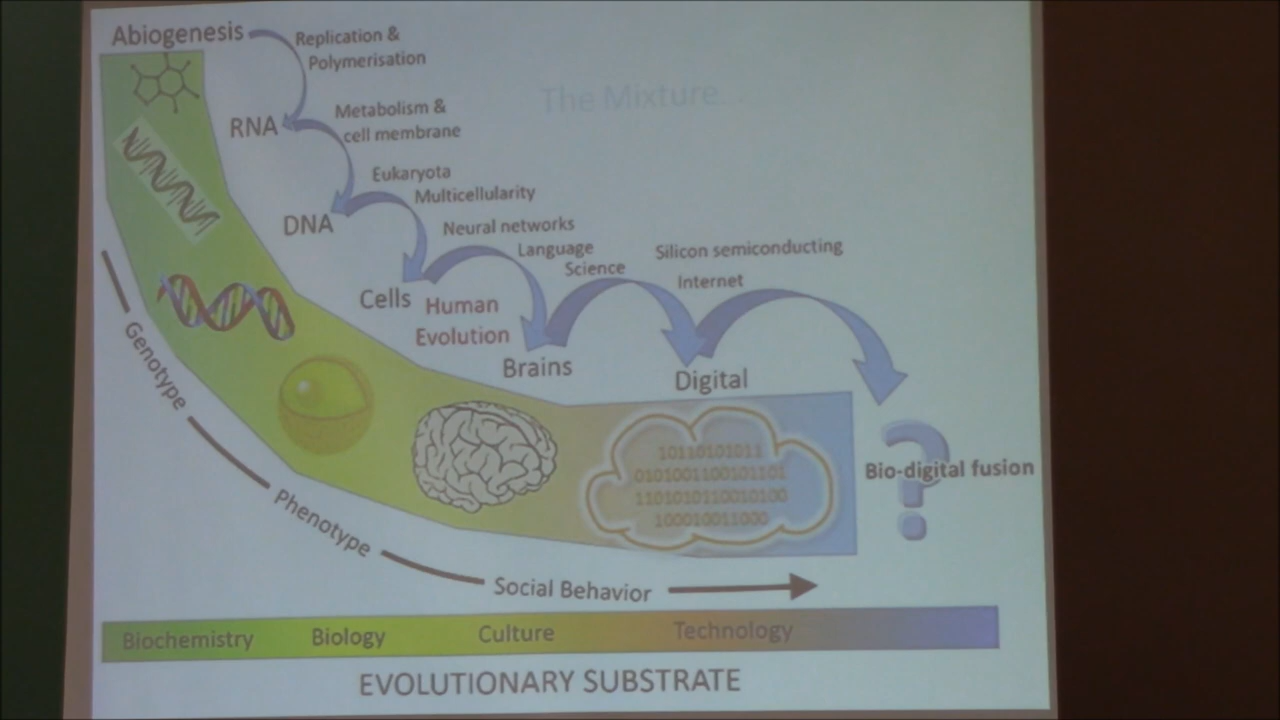 Abiogenesis
Replication &
Polymerisation
The Mixture...
RNA
Metabolism &
cell membrane
DNA
Eukaryota
Multicellularity
Cells
Neural networks
Language
Science
Human
Evolution
Brains
Silicon semiconducting
Internet
Digital
10110101011
0101001100101101
1101010110010100
100010011000
?
Bio-digital fusion
Genotype
Phenotype
Social Behavior
Biochemistry Biology Culture Technology
EVOLUTIONARY SUBSTRATE